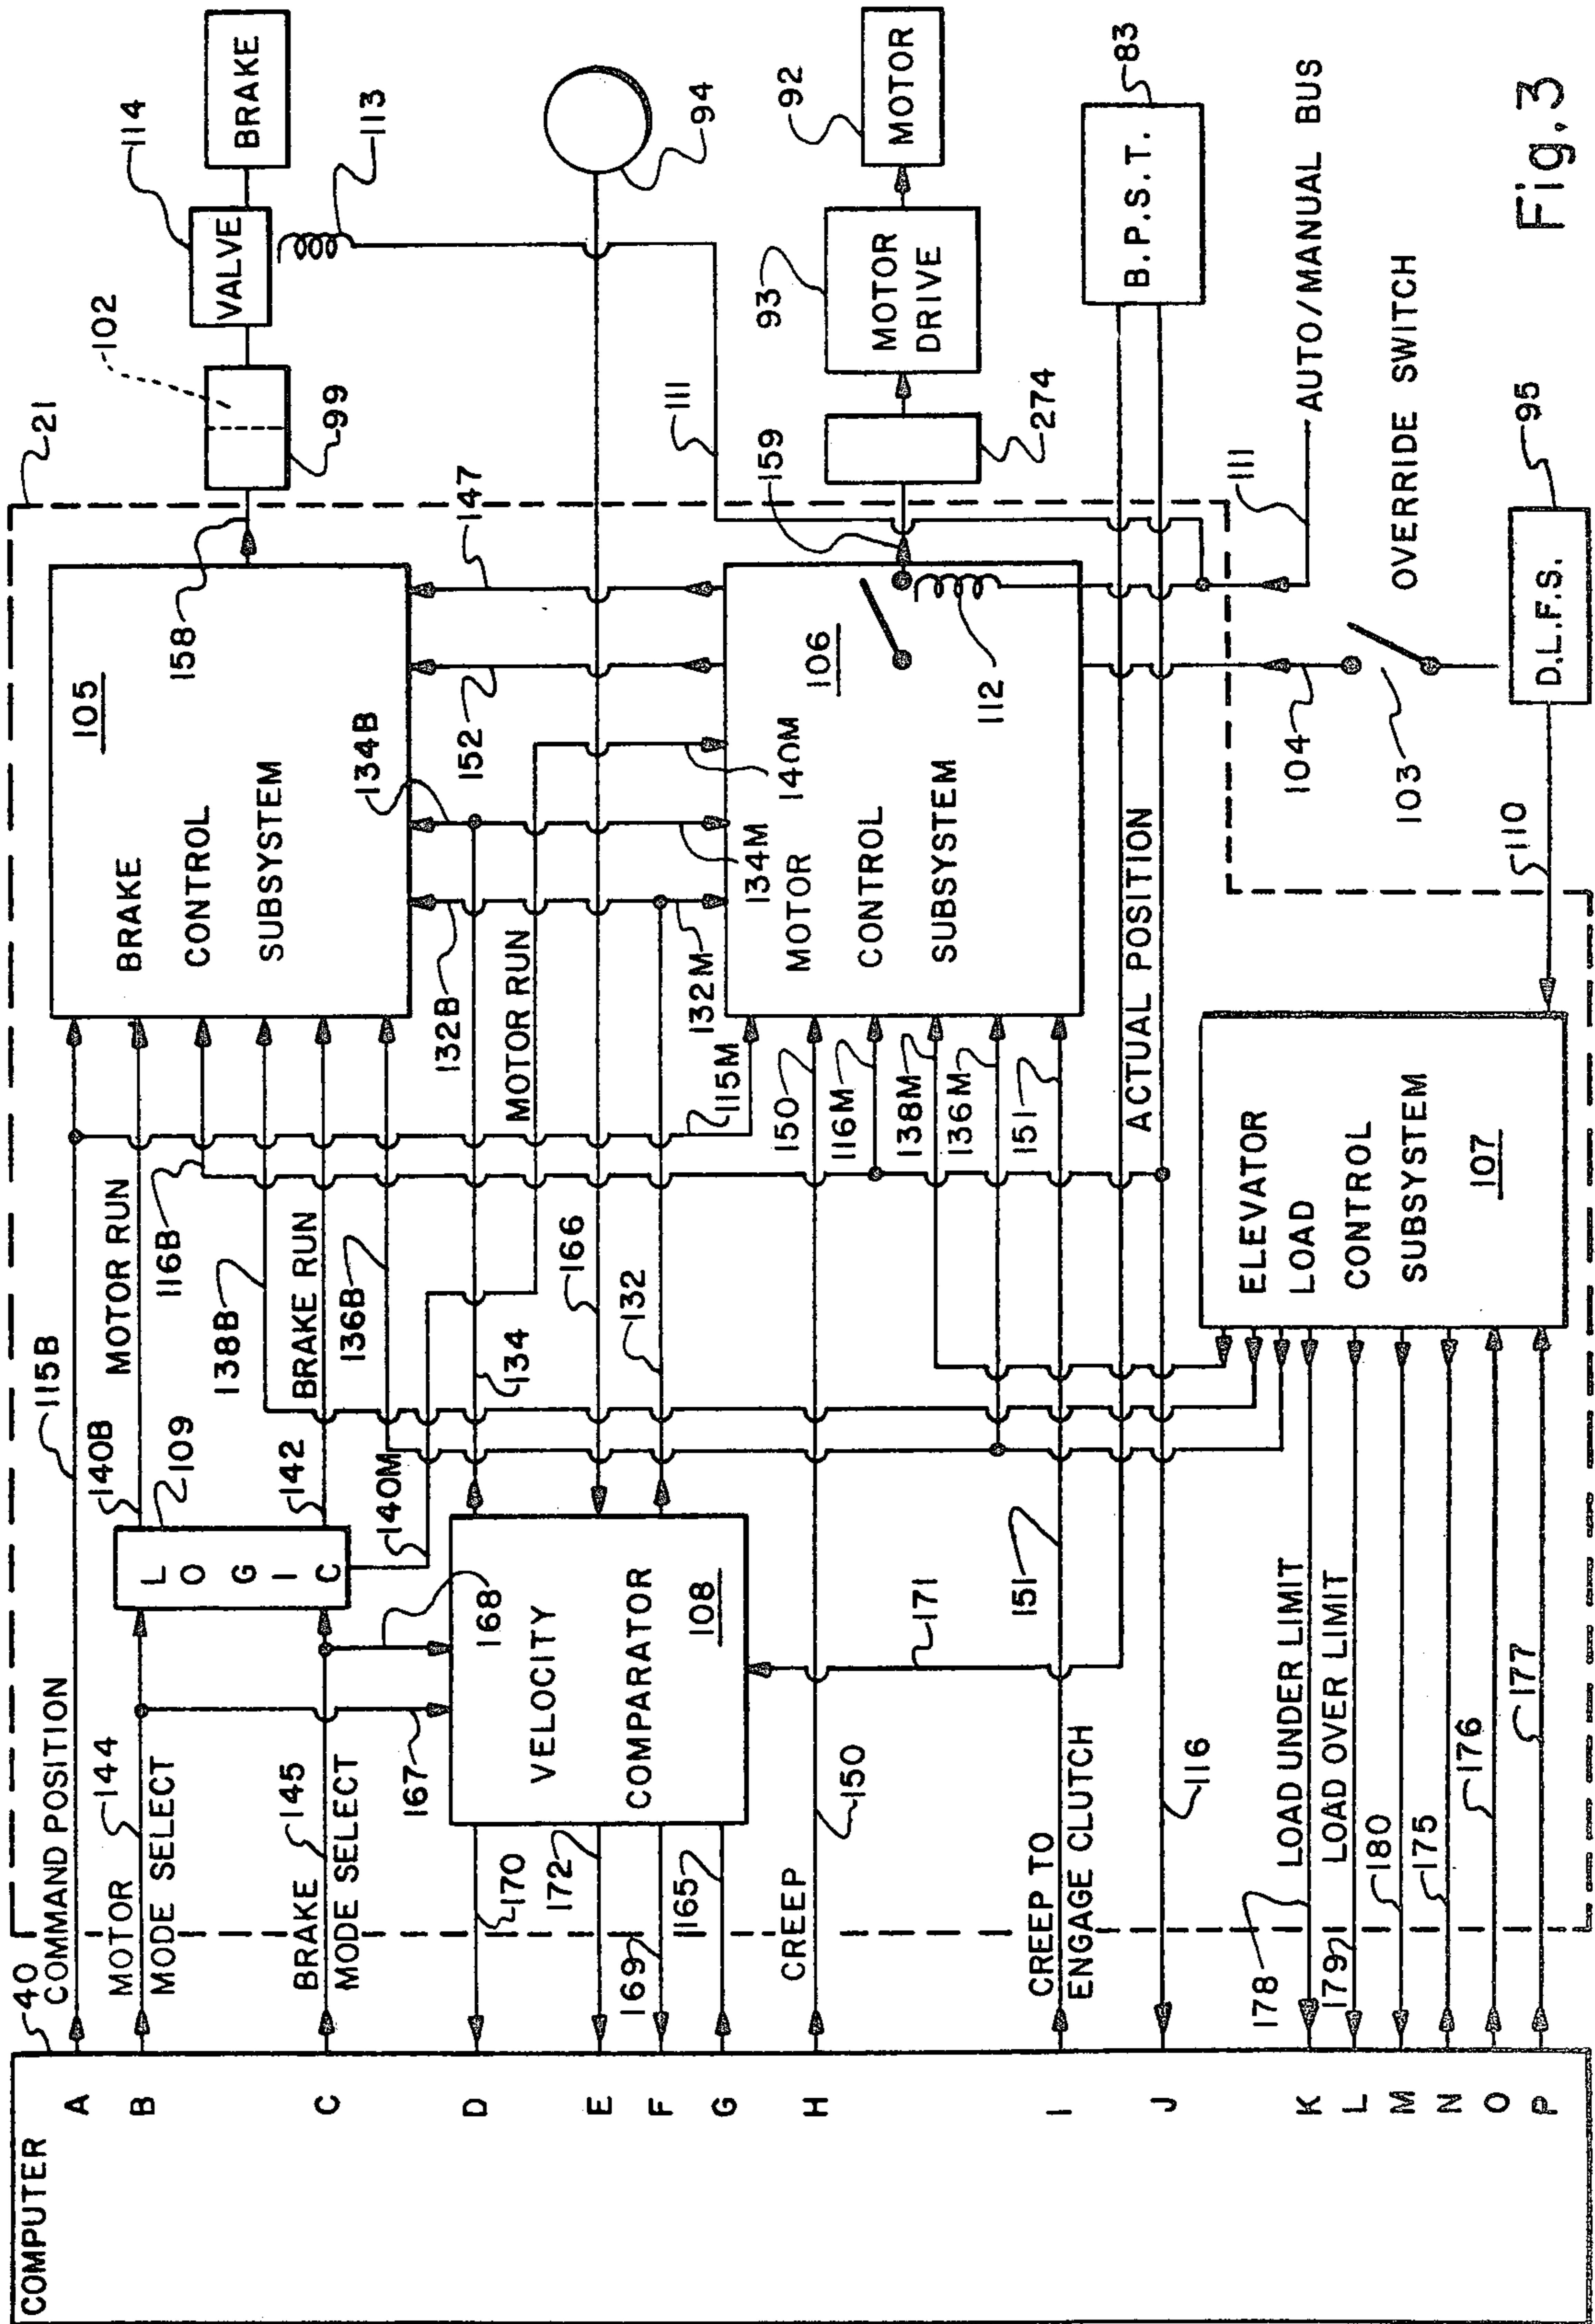 COMPUTER
40
A
B
C
D
E
F
G
H
I
J
K
L
M
N
O
P
COMMAND POSITION
MOTOR
MODE SELECT
144
BRAKE
MODE SELECT
145
170
172
169
165
CREEP
150
CREEP TO
ENGAGE CLUTCH
116
178
LOAD UNDER LIMIT
179
LOAD OVER LIMIT
180
175
176
177
167
168
VELOCITY
COMPARATOR
108
171
151
LOGIC
109
140B
142
140M
115B
MOTOR RUN
116B
138B
BRAKE RUN
136B
134
166
132
MOTOR RUN
132B
132M
115M
150
116M
138M
136M
151
ACTUAL POSITION
BRAKE
CONTROL
SUBSYSTEM
105
134B
152
158
147
134M
140M
MOTOR
CONTROL
SUBSYSTEM
106
112
159
ELEVATOR
LOAD
CONTROL
SUBSYSTEM
107
110
21
102
99
VALVE
114
BRAKE
113
94
111
274
93
MOTOR
DRIVE
92
MOTOR
B.P.S.T.
83
AUTO/MANUAL BUS
111
104
103
OVERRIDE SWITCH
D.L.F.S.
95
Fig.3